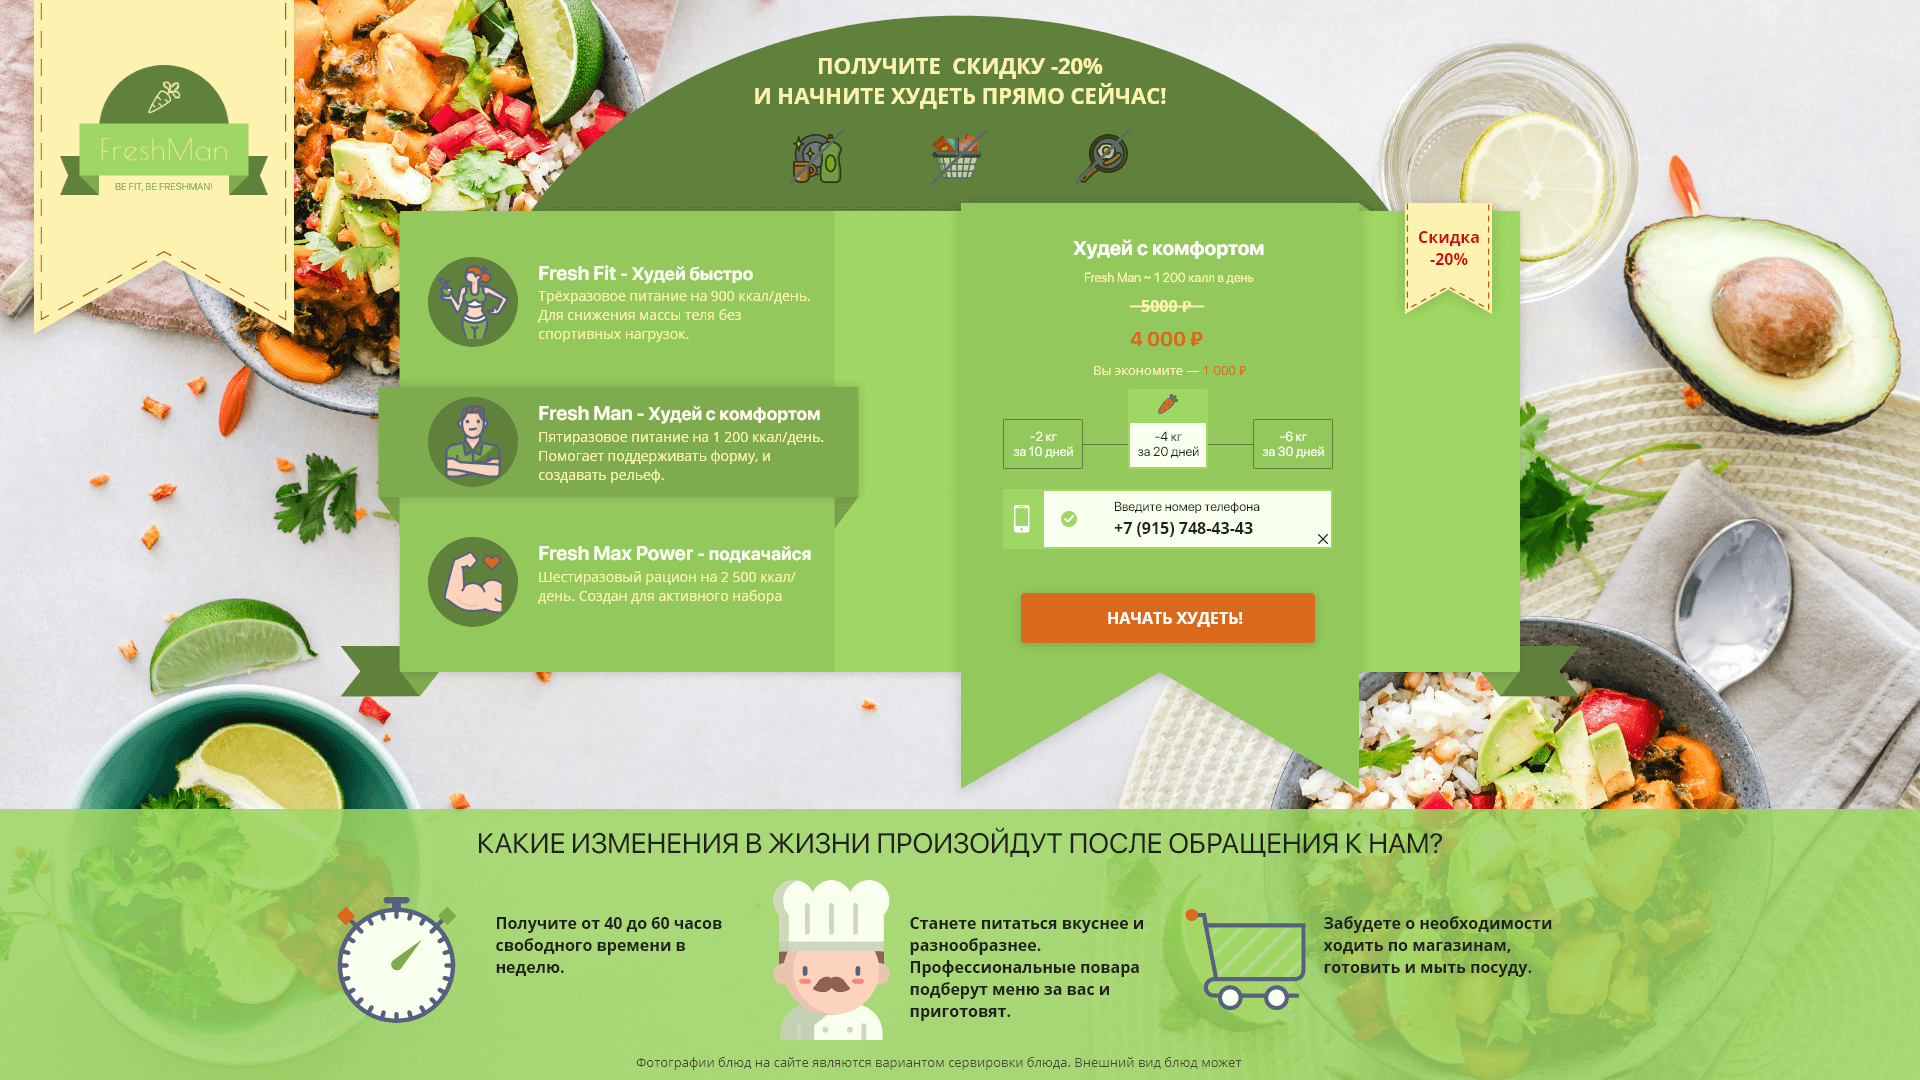 FreshMan
BE FIT, BE FRESHMAN!
ПОЛУЧИТЕ СКИДКУ -20%
И НАЧНИТЕ ХУДЕТЬ ПРЯМО СЕЙЧАС!
Fresh Fit - Худей быстро
Трёхразовое питание на 900 ккал/день.
Для снижения массы теля без
спортивных нагрузок.
Fresh Man - Худей с комфортом
Пятиразовое питание на 1 200 ккал/день.
Помогает поддерживать форму, и
создавать рельеф.
Fresh Max Power - подкачайся
Шестиразовый рацион на 2 500 ккал/
день. Создан для активного набора
Худей с комфортом
Fresh Man ~ 1 200 калл в день
5000 ₽
4 000 ₽
Вы экономите — 1 000 ₽
-2 кг
за 10 дней
-4 кг
за 20 дней
-6 кг
за 30 дней
Введите номер телефона
+7 (915) 748-43-43
НАЧАТЬ ХУДЕТЬ!
Скидка
-20%
КАКИЕ ИЗМЕНЕНИЯ В ЖИЗНИ ПРОИЗОЙДУТ ПОСЛЕ ОБРАЩЕНИЯ К НАМ?
Получите от 40 до 60 часов
свободного времени в
неделю.
Станете питаться вкуснее и
разнообразнее.
Профессиональные повара
подберут меню за вас и
приготовят.
Забудете о необходимости
ходить по магазинам,
готовить и мыть посуду.
Фотографии блюд на сайте являются вариантом сервировки блюда. Внешний вид блюд может